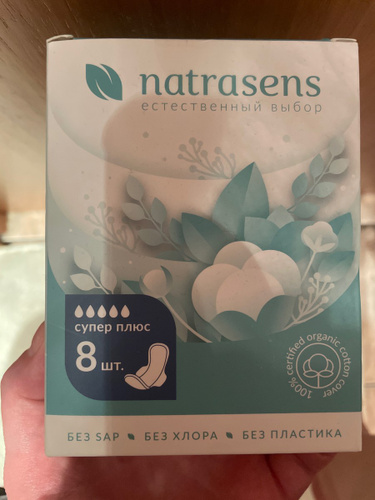 natrasens
естественный выбор
супер плюс
8 шт.
100% certified organic cotton cover
БЕЗ SAP БЕЗ ХЛОРА БЕЗ ПЛАСТИКА